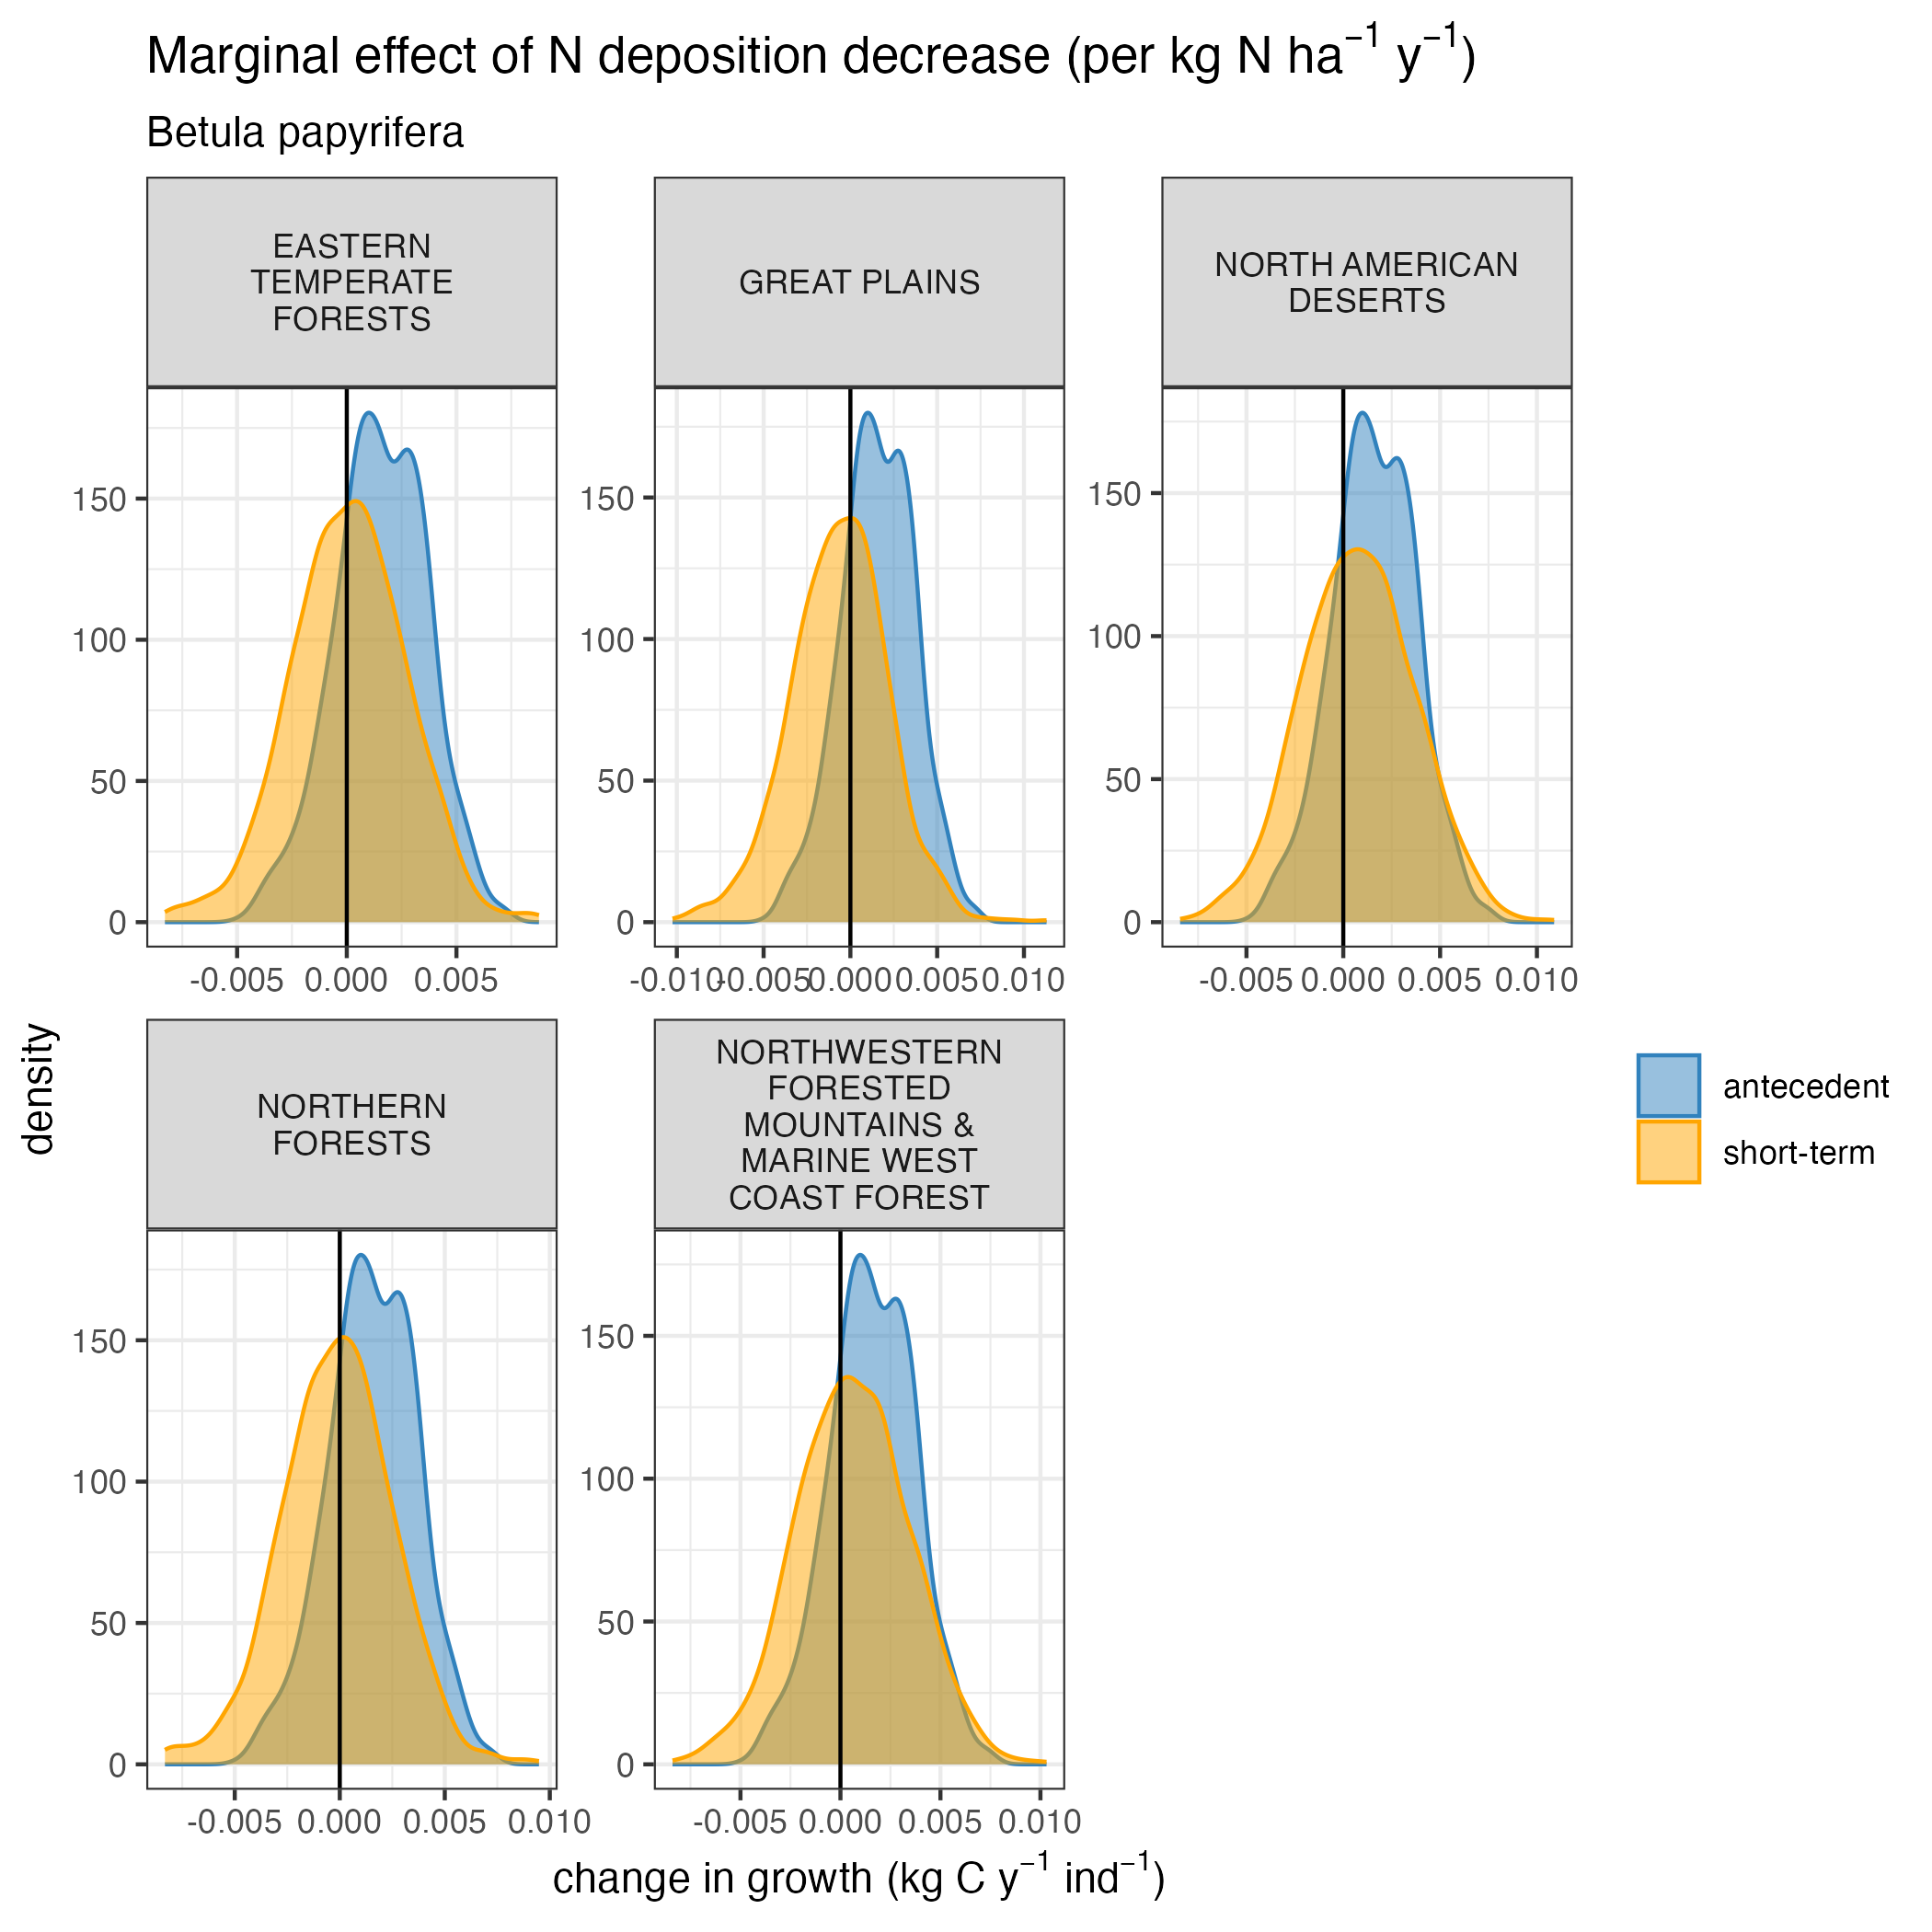 Marginal effect of N deposition decrease (per kg N ha⁻¹ y⁻¹)
Betula papyrifera
EASTERN
TEMPERATE
FORESTS
GREAT PLAINS
NORTH AMERICAN
DESERTS
150
100
50
0
-0.005 0.000 0.005
150
100
50
0
-0.010 -0.005 0.000 0.005 0.010
150
100
50
0
-0.005 0.000 0.005 0.010
density
NORTHERN
FORESTS
NORTHWESTERN
FORESTED
MOUNTAINS &
MARINE WEST
COAST FOREST
150
100
50
0
-0.005 0.000 0.005 0.010
150
100
50
0
-0.005 0.000 0.005 0.010
change in growth (kg C y⁻¹ ind⁻¹)
antecedent
short-term